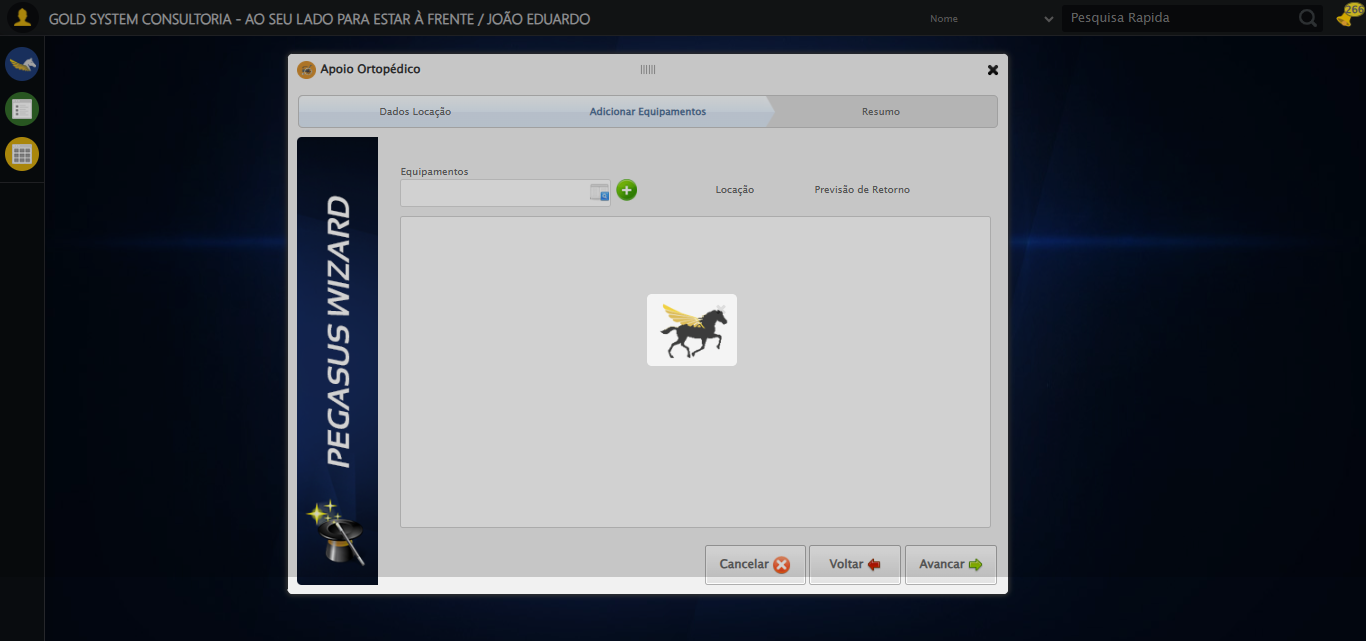 GOLD SYSTEM CONSULTORIA - AO SEU LADO PARA ESTAR À FRENTE / JOÃO EDUARDO
Nome
Pesquisa Rapida
266
Apoio Ortopédico
Dados Locação
Adicionar Equipamentos
Resumo
PEGASUS WIZARD
Equipamentos
Locação
Previsão de Retorno
Cancelar
Voltar
Avancar